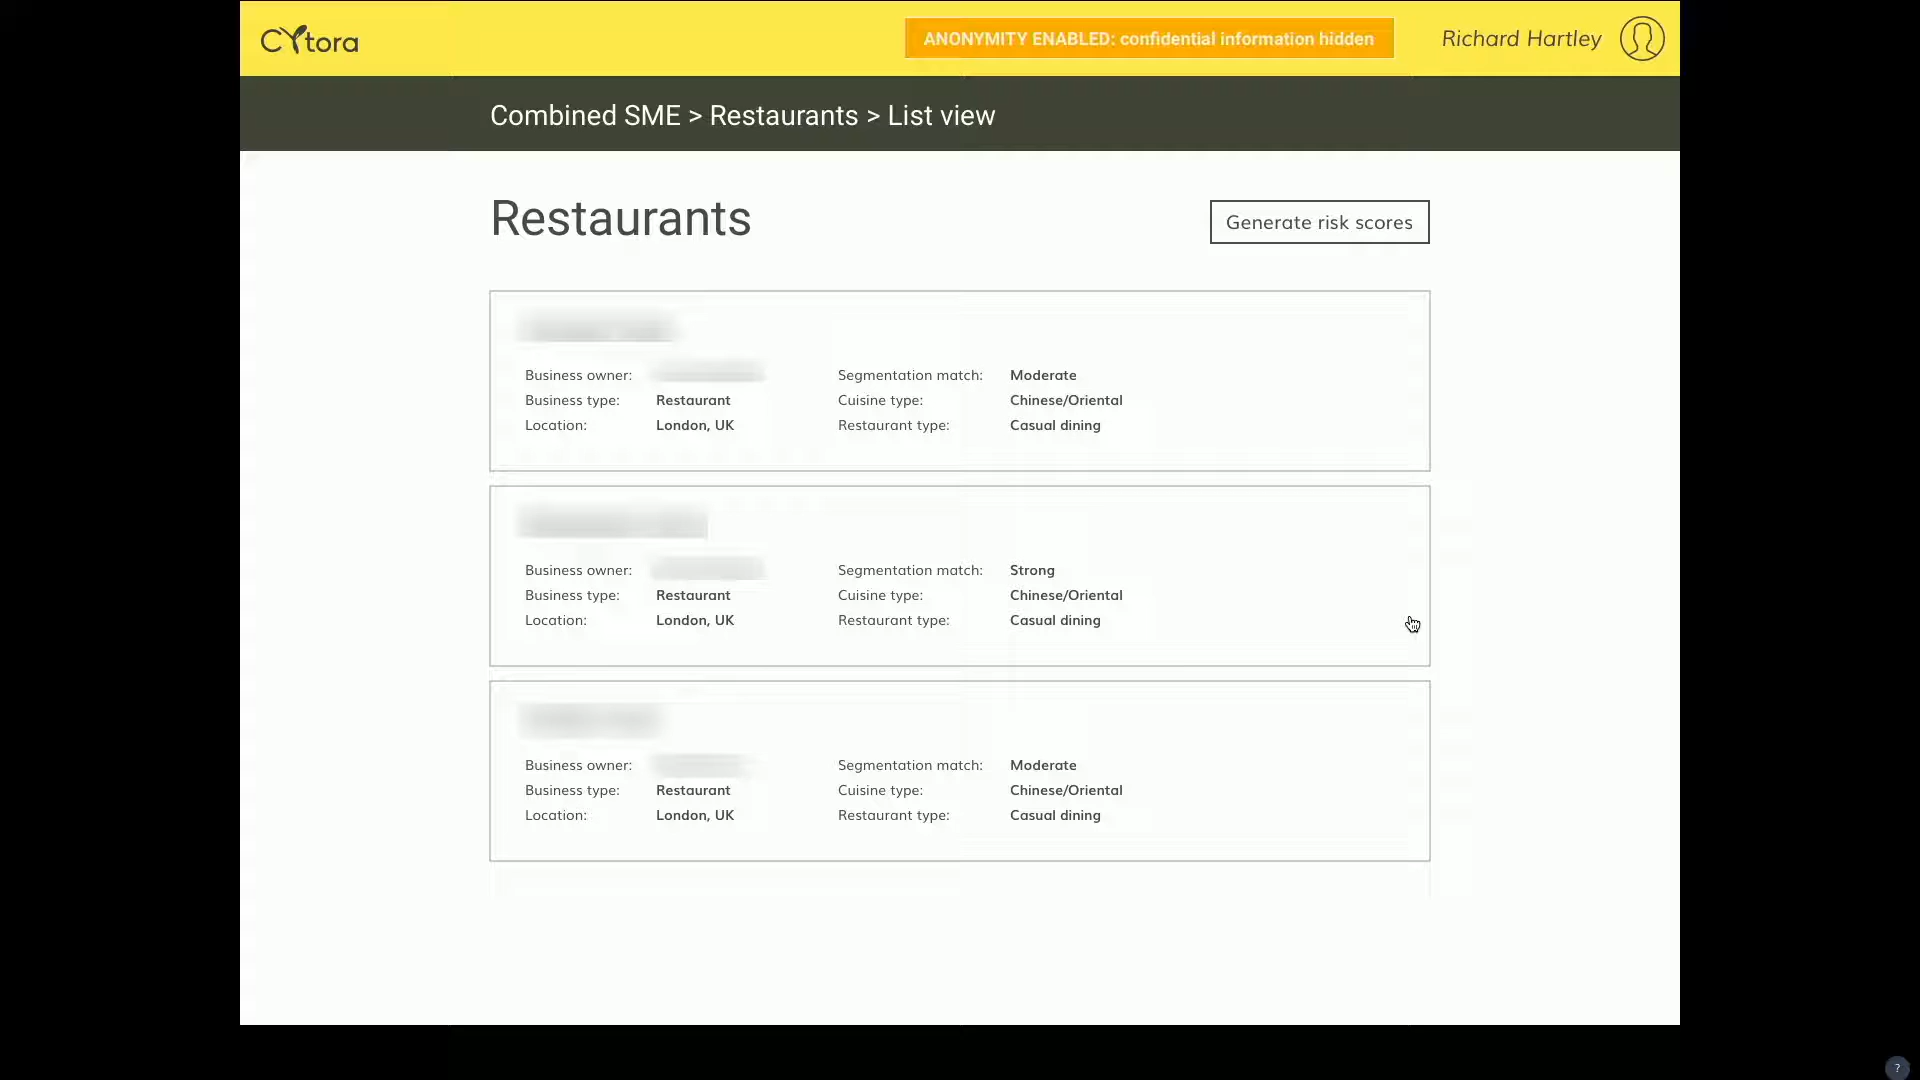 CYtora
ANONYMITY ENABLED: confidential information hidden
Richard Hartley
Combined SME > Restaurants > List view
Restaurants
Generate risk scores
Business owner:
Segmentation match: Moderate
Business type: Restaurant
Cuisine type: Chinese/Oriental
Location: London, UK
Restaurant type: Casual dining
Business owner:
Segmentation match: Strong
Business type: Restaurant
Cuisine type: Chinese/Oriental
Location: London, UK
Restaurant type: Casual dining
Business owner:
Segmentation match: Moderate
Business type: Restaurant
Cuisine type: Chinese/Oriental
Location: London, UK
Restaurant type: Casual dining
?